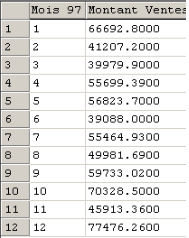 Mois 97 Montant Ventes
1 1 66692.8000
2 2 41207.2000
3 3 39979.9000
4 4 55699.3900
5 5 56823.7000
6 6 39088.0000
7 7 55464.9300
8 8 49981.6900
9 9 59733.0200
10 10 70328.5000
11 11 45913.3600
12 12 77476.2600